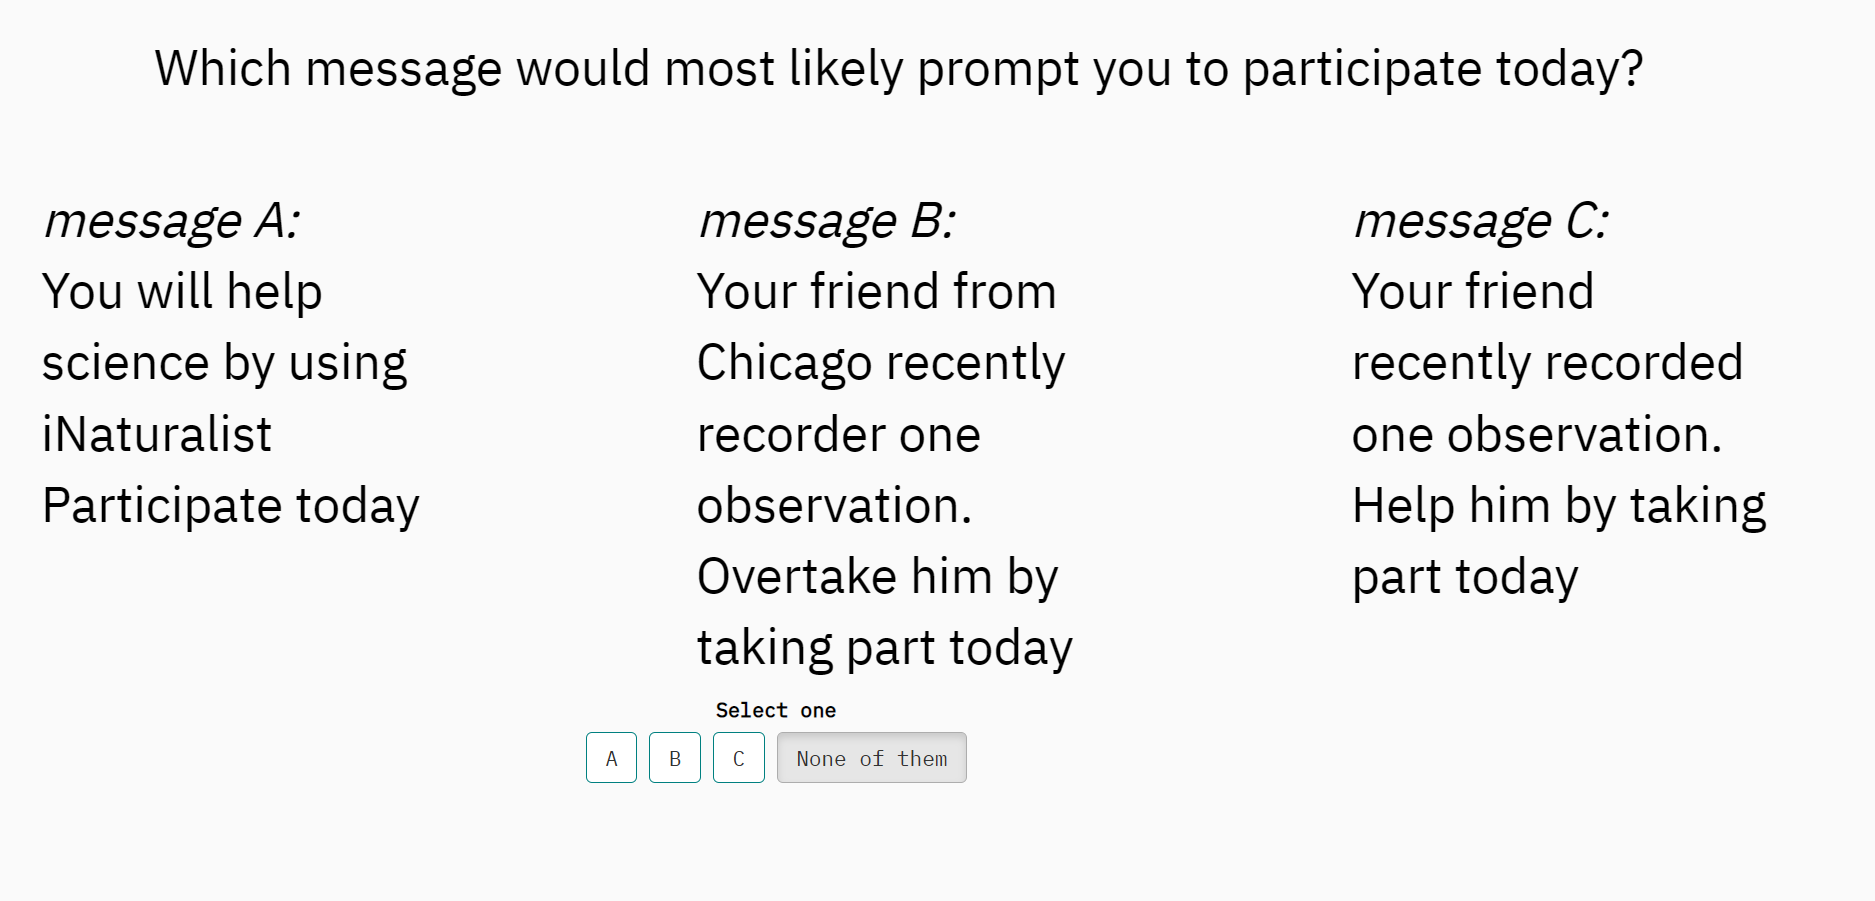 Which message would most likely prompt you to participate today?
message A:
You will help
science by using
iNaturalist
Participate today
message B:
Your friend from
Chicago recently
recorder one
observation.
Overtake him by
taking part today
message C:
Your friend
recently recorded
one observation.
Help him by taking
part today
Select one
A B C None of them